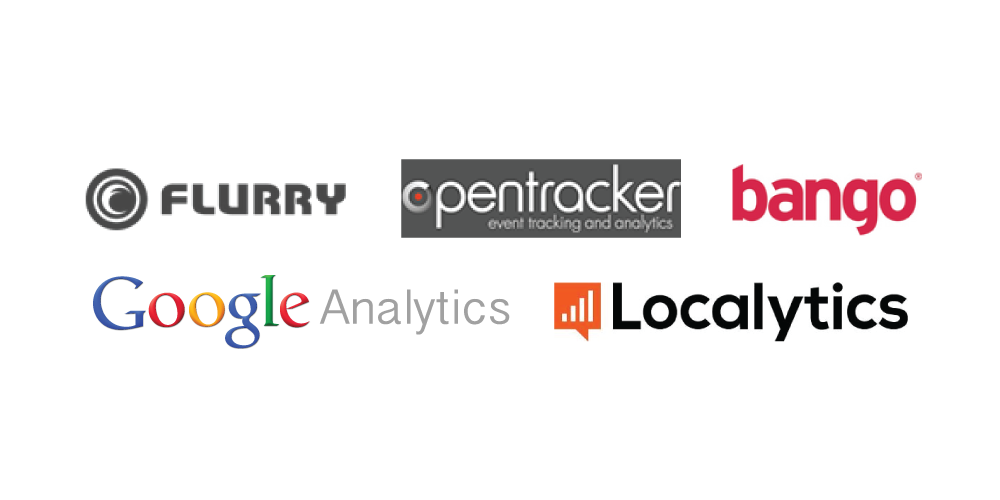 FLURRY
opentracker
event tracking and analytics
bango®
Google Analytics
Localytics